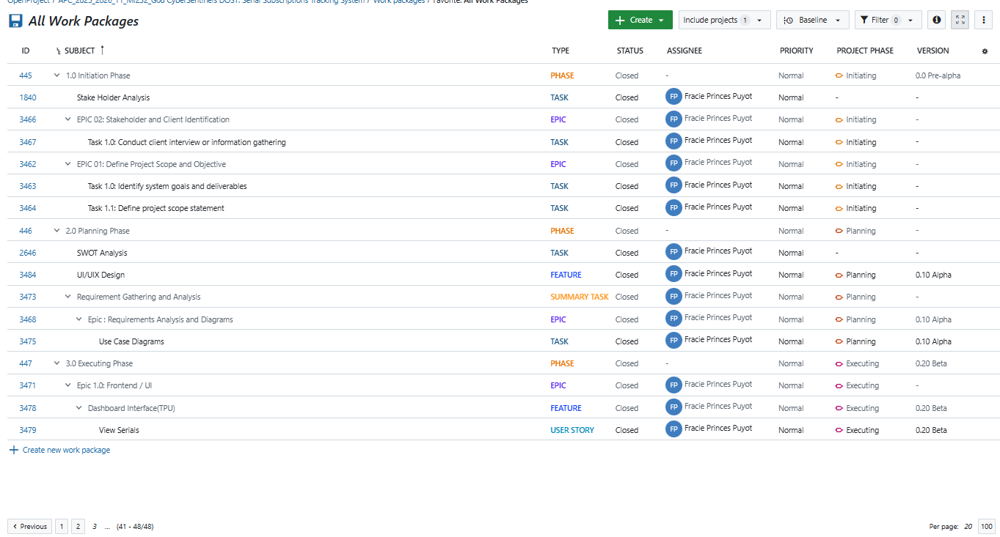 OpenProject / APC_2025_2026_T1_MI232_G08 CyberSentinels DOST: Serial Subscriptions Tracking System / Work packages / Favorite: All Work Packages
All Work Packages
Create Include projects 1 Baseline Filter 0
ID SUBJECT TYPE STATUS ASSIGNEE PRIORITY PROJECT PHASE VERSION
445 1.0 Initiation Phase PHASE Closed - Normal Initiating 0.0 Pre-alpha
1840 Stake Holder Analysis TASK Closed FP Fracie Princes Puyot Normal - -
3466 EPIC 02: Stakeholder and Client Identification EPIC Closed FP Fracie Princes Puyot Normal Initiating -
3467 Task 1.0: Conduct client interview or information gathering TASK Closed FP Fracie Princes Puyot Normal Initiating -
3462 EPIC 01: Define Project Scope and Objective EPIC Closed FP Fracie Princes Puyot Normal Initiating -
3463 Task 1.0: Identify system goals and deliverables TASK Closed FP Fracie Princes Puyot Normal Initiating -
3464 Task 1.1: Define project scope statement TASK Closed FP Fracie Princes Puyot Normal Initiating -
446 2.0 Planning Phase PHASE Closed - Normal Planning -
2646 SWOT Analysis TASK Closed FP Fracie Princes Puyot Normal - -
3484 UI/UIX Design FEATURE Closed FP Fracie Princes Puyot Normal Planning 0.10 Alpha
3473 Requirement Gathering and Analysis SUMMARY TASK Closed FP Fracie Princes Puyot Normal Planning -
3468 Epic : Requirements Analysis and Diagrams EPIC Closed FP Fracie Princes Puyot Normal Planning 0.10 Alpha
3475 Use Case Diagrams TASK Closed FP Fracie Princes Puyot Normal Planning 0.10 Alpha
447 3.0 Executing Phase PHASE Closed - Normal Executing 0.20 Beta
3471 Epic 1.0: Frontend / UI EPIC Closed FP Fracie Princes Puyot Normal Executing -
3478 Dashboard Interface(TPU) FEATURE Closed FP Fracie Princes Puyot Normal Executing 0.20 Beta
3479 View Serials USER STORY Closed FP Fracie Princes Puyot Normal Executing 0.20 Beta
Create new work package
Previous 1 2 3 ... (41 - 48/48) Per page: 20 100